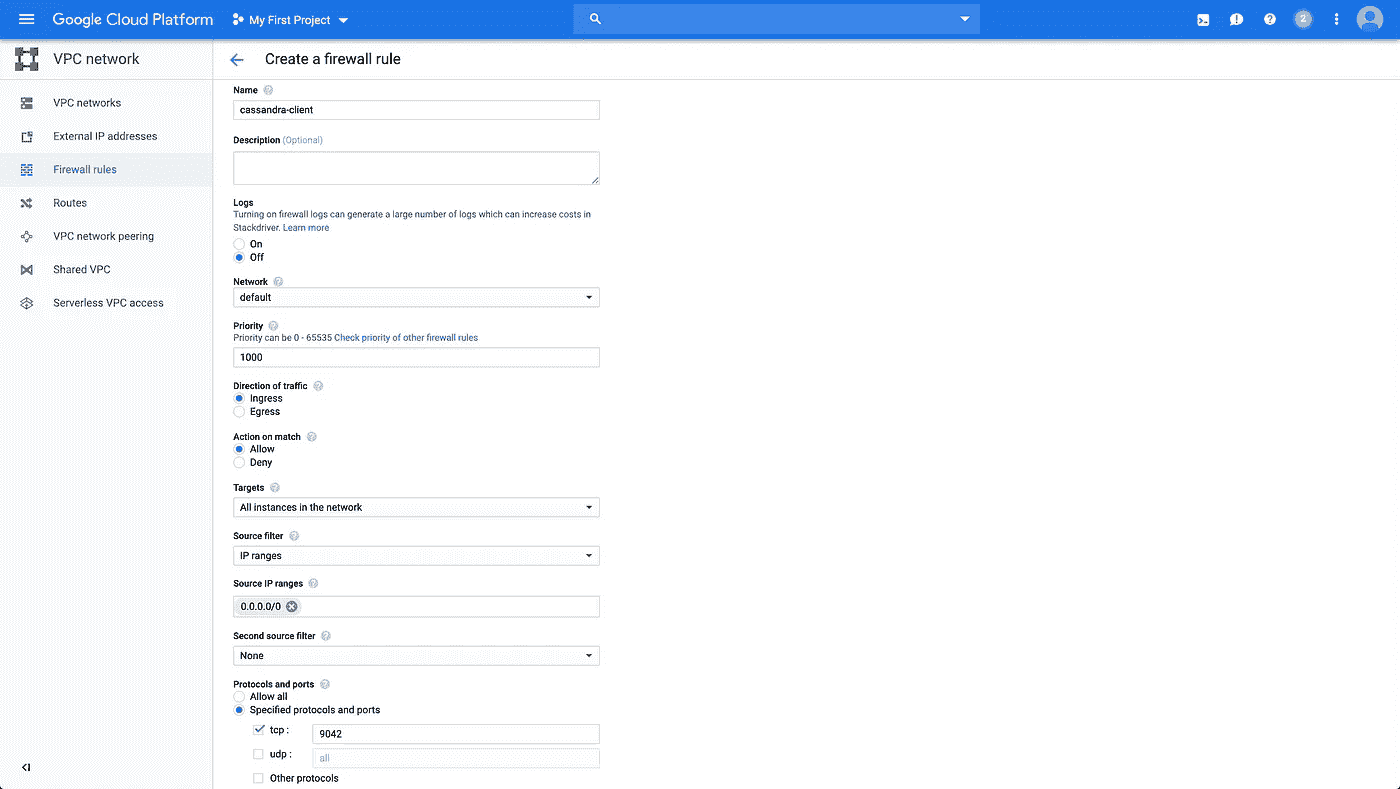 Google Cloud Platform
My First Project
2
VPC network
Create a firewall rule
VPC networks
External IP addresses
Firewall rules
Routes
VPC network peering
Shared VPC
Serverless VPC access
Name
cassandra-client
Description (Optional)
Logs
Turning on firewall logs can generate a large number of logs which can increase costs in
Stackdriver. Learn more
On
Off
Network
default
Priority
Priority can be 0 - 65535 Check priority of other firewall rules
1000
Direction of traffic
Ingress
Egress
Action on match
Allow
Deny
Targets
All instances in the network
Source filter
IP ranges
Source IP ranges
0.0.0.0/0
Second source filter
None
Protocols and ports
Allow all
Specified protocols and ports
tcp : 9042
udp : all
Other protocols